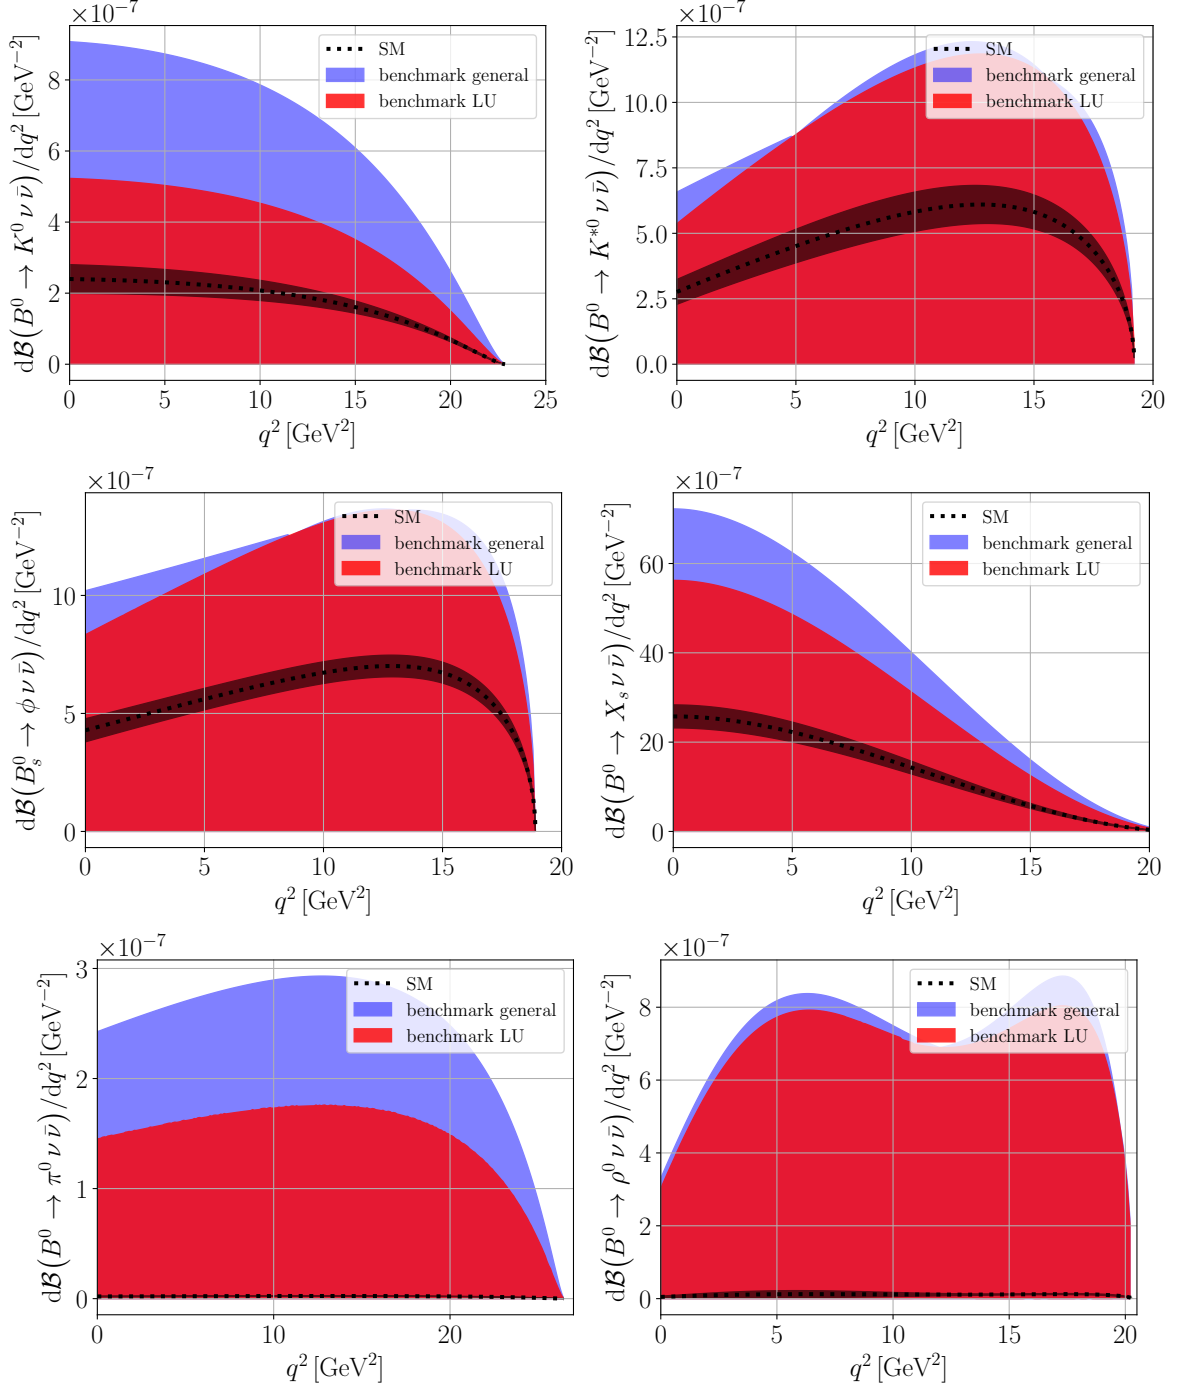 ×10⁻⁷
dℬ(B⁰ → K⁰ ν ν̄)/dq² [GeV⁻²]
8
6
4
2
0
SM
benchmark general
benchmark LU
0 5 10 15 20 25
q² [GeV²]
×10⁻⁷
dℬ(B⁰ → K*⁰ ν ν̄)/dq² [GeV⁻²]
12.5
10.0
7.5
5.0
2.5
0.0
SM
benchmark general
benchmark LU
0 5 10 15 20
q² [GeV²]
×10⁻⁷
dℬ(B⁰ₛ → ϕ ν ν̄)/dq² [GeV⁻²]
10
5
0
SM
benchmark general
benchmark LU
0 5 10 15 20
q² [GeV²]
×10⁻⁷
dℬ(B⁰ → Xₛ ν ν̄)/dq² [GeV⁻²]
60
40
20
0
SM
benchmark general
benchmark LU
0 5 10 15 20
q² [GeV²]
×10⁻⁷
dℬ(B⁰ → π⁰ ν ν̄)/dq² [GeV⁻²]
3
2
1
0
SM
benchmark general
benchmark LU
0 10 20
q² [GeV²]
×10⁻⁷
dℬ(B⁰ → ρ⁰ ν ν̄)/dq² [GeV⁻²]
8
6
4
2
0
SM
benchmark general
benchmark LU
0 5 10 15 20
q² [GeV²]